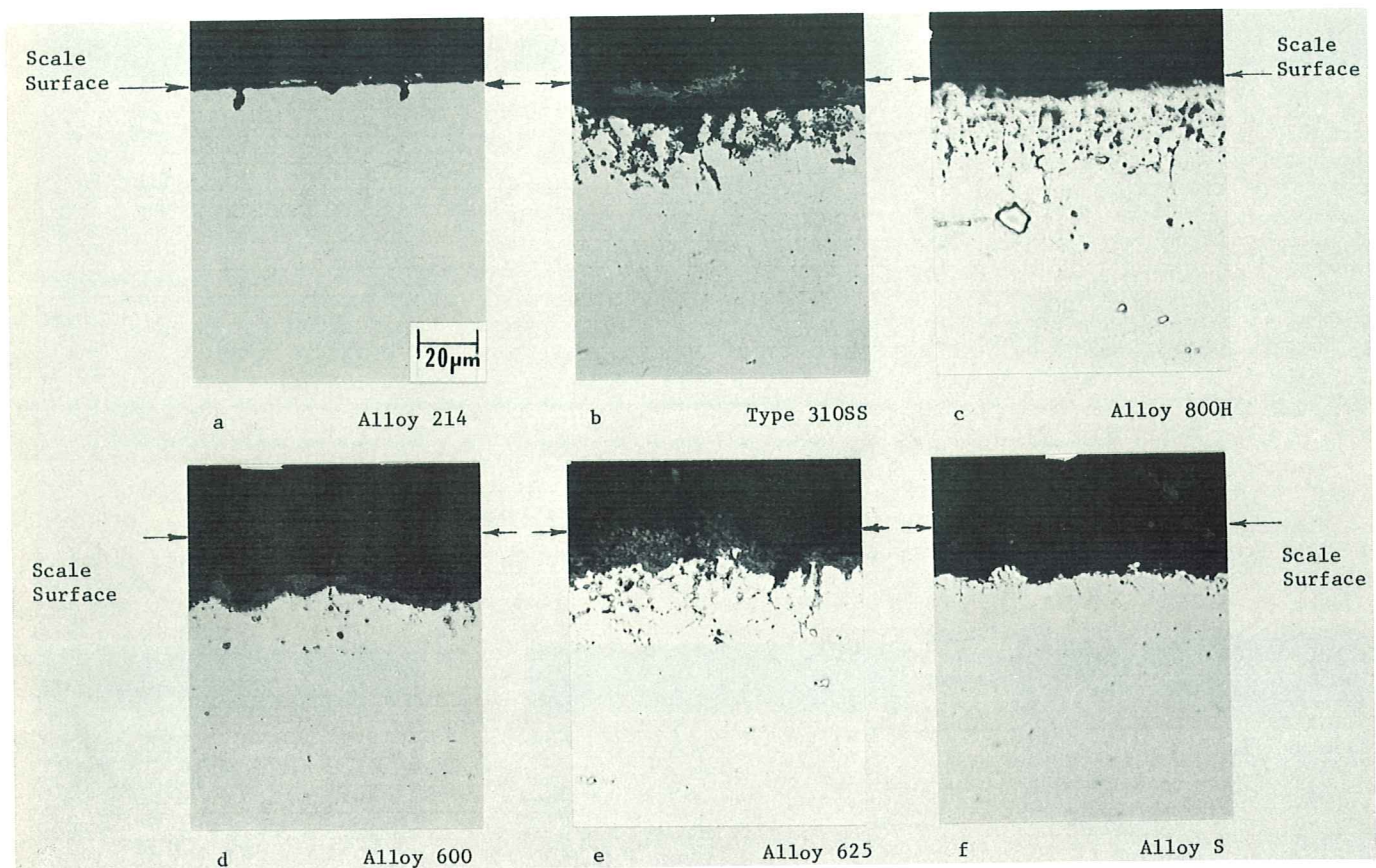 Scale
Surface
Scale
Surface
20μm
a Alloy 214
b Type 310SS
c Alloy 800H
Scale
Surface
Scale
Surface
d Alloy 600
e Alloy 625
f Alloy S